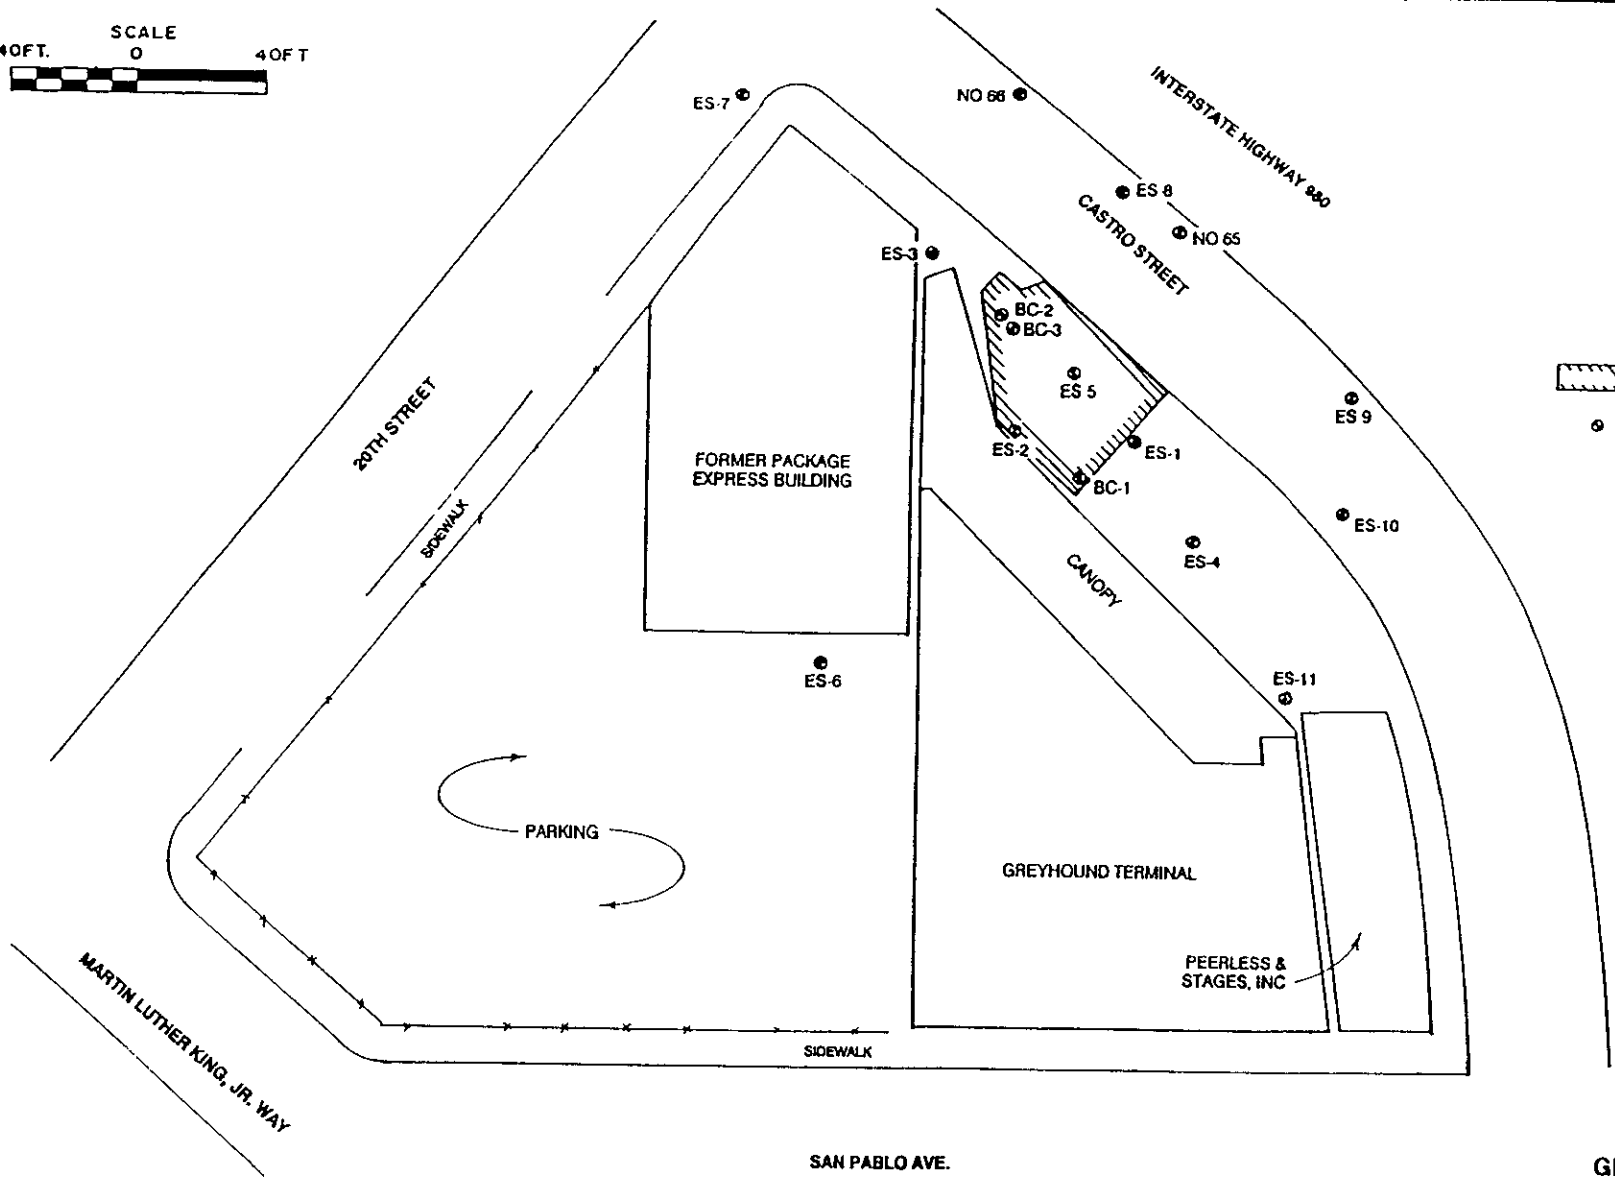 SCALE
40FT. 0 40FT
ES-7
NO 66
INTERSTATE HIGHWAY 980
ES 8
CASTRO STREET
NO 65
ES-3
BC-2
BC-3
ES 5
ES 9
20TH STREET
ES-2
ES-1
FORMER PACKAGE
EXPRESS BUILDING
BC-1
ES-10
SIDEWALK
ES-4
CANOPY
ES-6
ES-11
PARKING
GREYHOUND TERMINAL
PEERLESS &
STAGES, INC
MARTIN LUTHER KING, JR. WAY
SIDEWALK
SAN PABLO AVE.